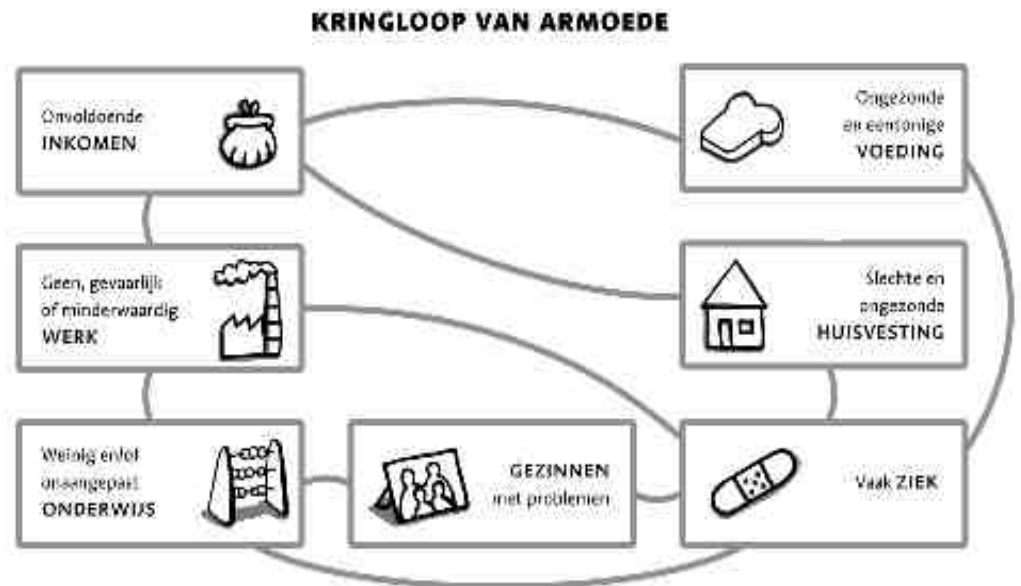 KRINGLOOP VAN ARMOEDE
Onvoldoende
INKOMEN
Ongezonde
en eentonige
VOEDING
Geen, gevaarlijk
of minderwaardig
WERK
Slechte en
ongezonde
HUISVESTING
Weinig en/of
onaangepast
ONDERWIJS
GEZINNEN
met problemen
Vaak ZIEK